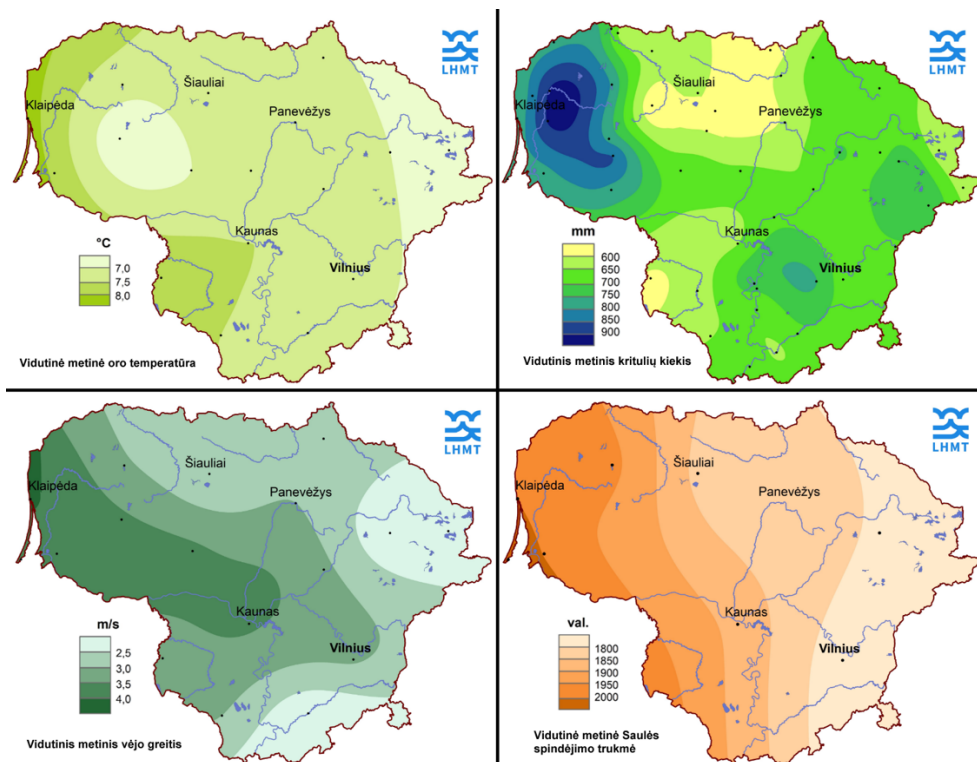 LHMT
Šiauliai
Klaipėda
Panevėžys
Kaunas
Vilnius
°C
7,0
7,5
8,0
Vidutinė metinė oro temperatūra
LHMT
Šiauliai
Klaipėda
Panevėžys
Kaunas
Vilnius
mm
600
650
700
750
800
850
900
Vidutinis metinis kritulių kiekis
LHMT
Šiauliai
Klaipėda
Panevėžys
Kaunas
Vilnius
m/s
2,5
3,0
3,5
4,0
Vidutinis metinis vėjo greitis
LHMT
Šiauliai
Klaipėda
Panevėžys
Kaunas
Vilnius
val.
1800
1850
1900
1950
2000
Vidutinė metinė Saulės
spindėjimo trukmė